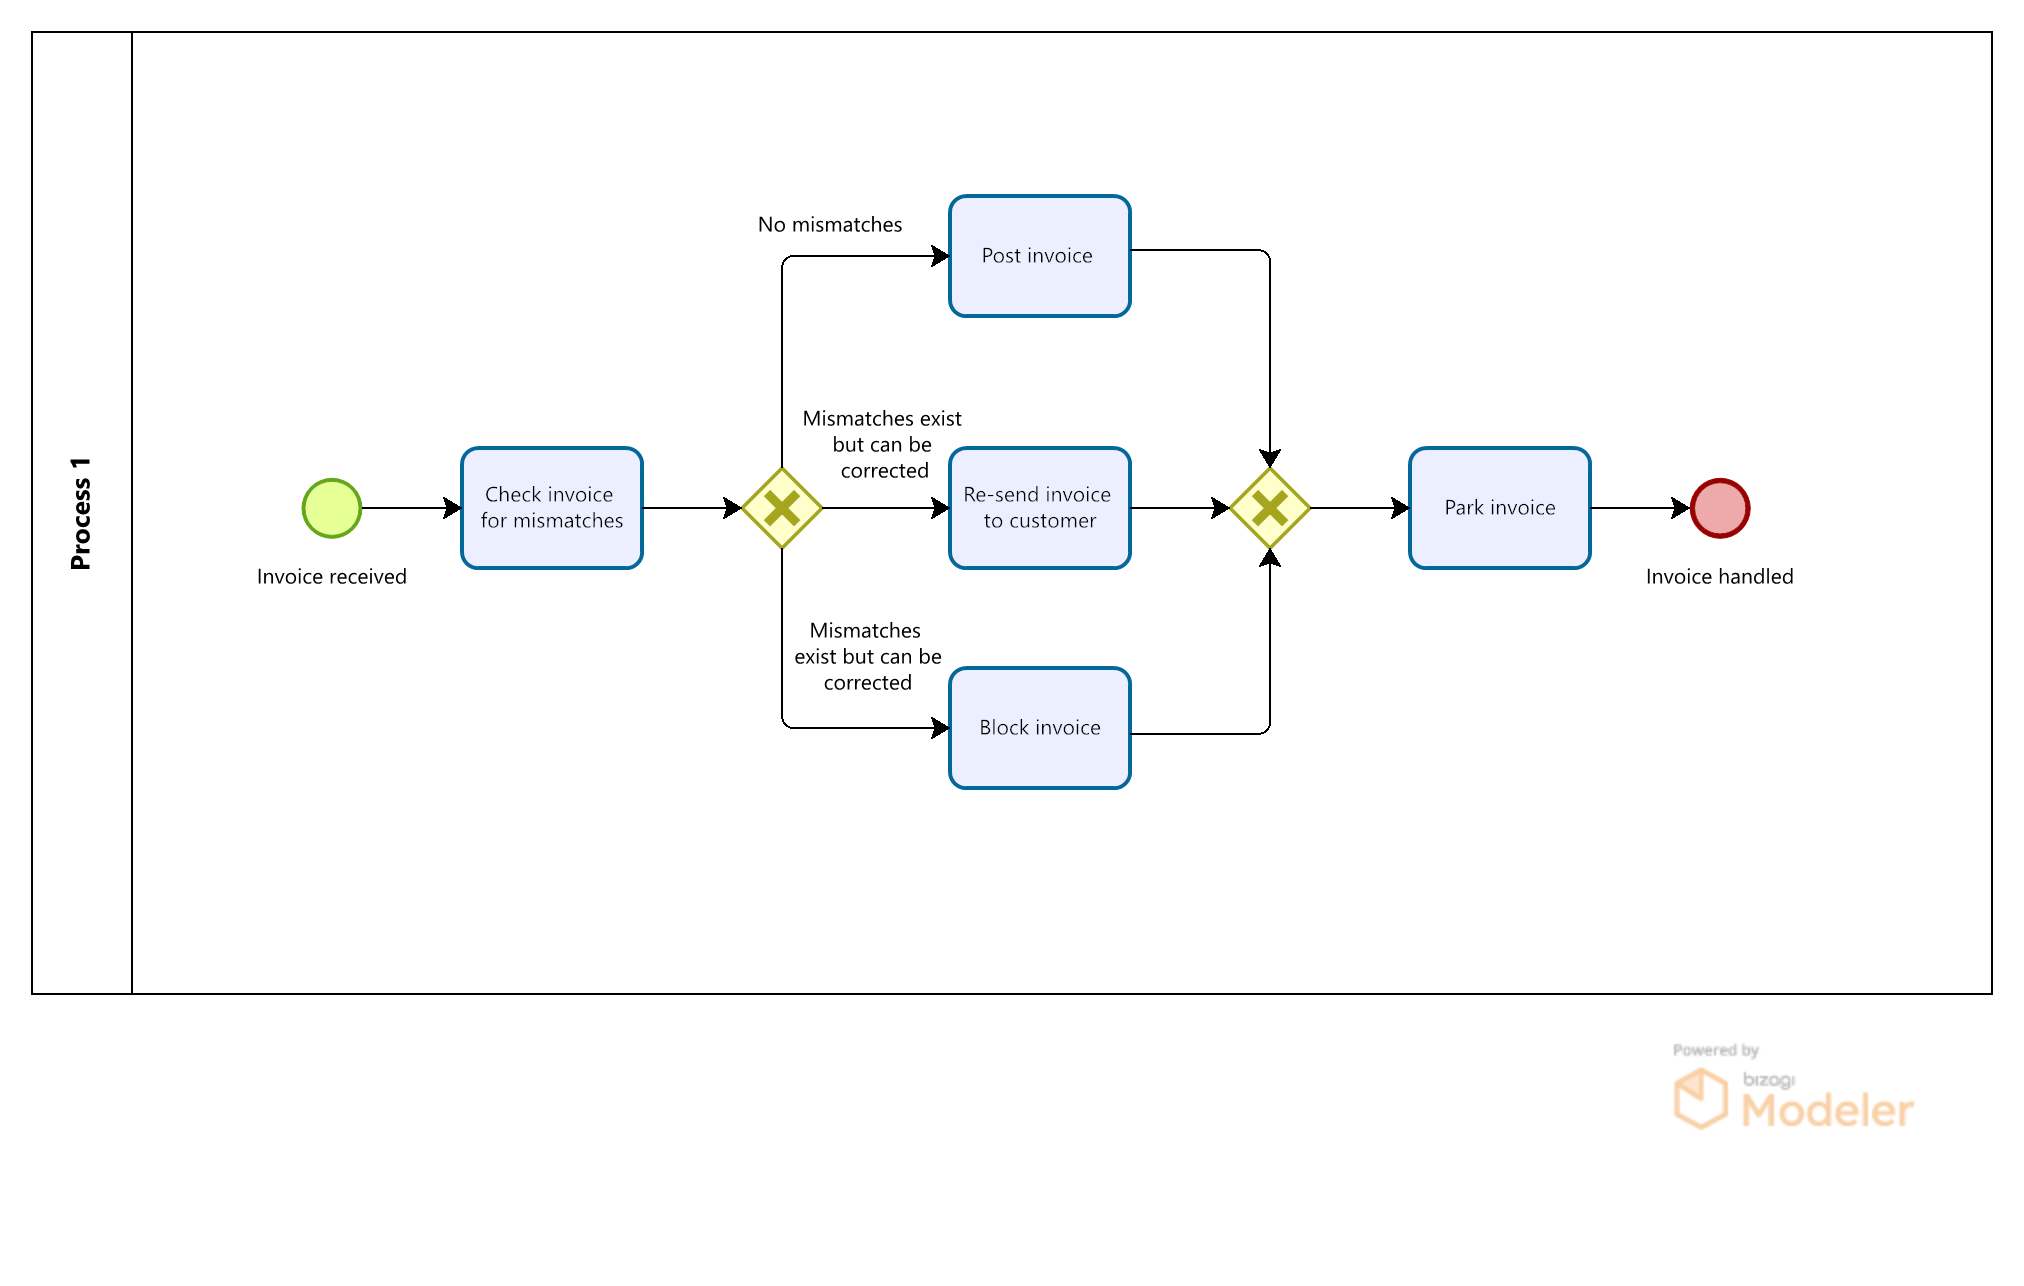 Process 1
Invoice received
Check invoice
for mismatches
No mismatches
Post invoice
Mismatches exist
but can be
corrected
Re-send invoice
to customer
Mismatches
exist but can be
corrected
Block invoice
Park invoice
Invoice handled
Powered by
bizagi
Modeler